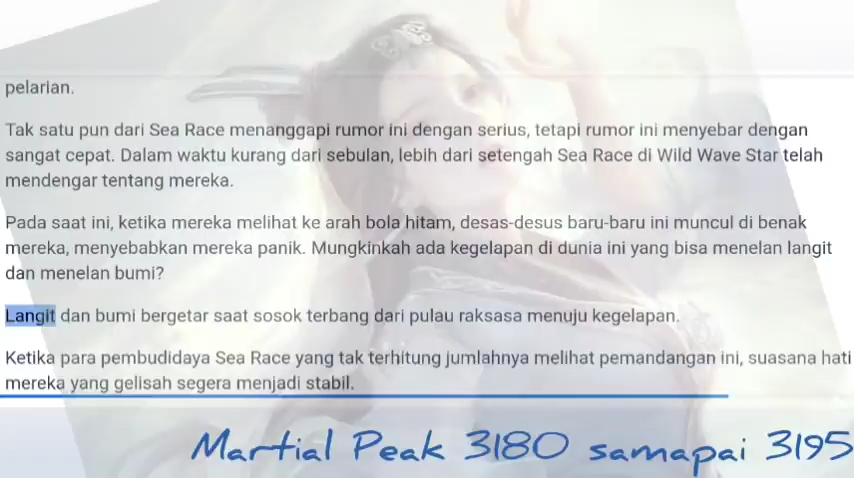 pelarian.
Tak satu pun dari Sea Race menanggapi rumor ini dengan serius, tetapi rumor ini menyebar dengan
sangat cepat. Dalam waktu kurang dari sebulan, lebih dari setengah Sea Race di Wild Wave Star telah
mendengar tentang mereka.
Pada saat ini, ketika mereka melihat ke arah bola hitam, desas-desus baru-baru ini muncul di benak
mereka, menyebabkan mereka panik. Mungkinkah ada kegelapan di dunia ini yang bisa menelan langit
dan menelan bumi?
Langit dan bumi bergetar saat sosok terbang dari pulau raksasa menuju kegelapan.
Ketika para pembudidaya Sea Race yang tak terhitung jumlahnya melihat pemandangan ini, suasana hati
mereka yang gelisah segera menjadi stabil.
Martial Peak 3180 samapai 3195